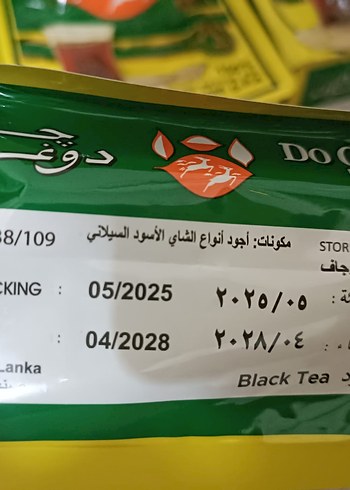 دوغـ
Do
38/109
مكونات: أجود أنواع الشاي الأسود السيلاني
STOR
جاف
CKING : 05/2025 ٢٠٢٥/٠٥ :
: 04/2028 ٢٠٢٨/٠٤ :
Lanka
Black Tea